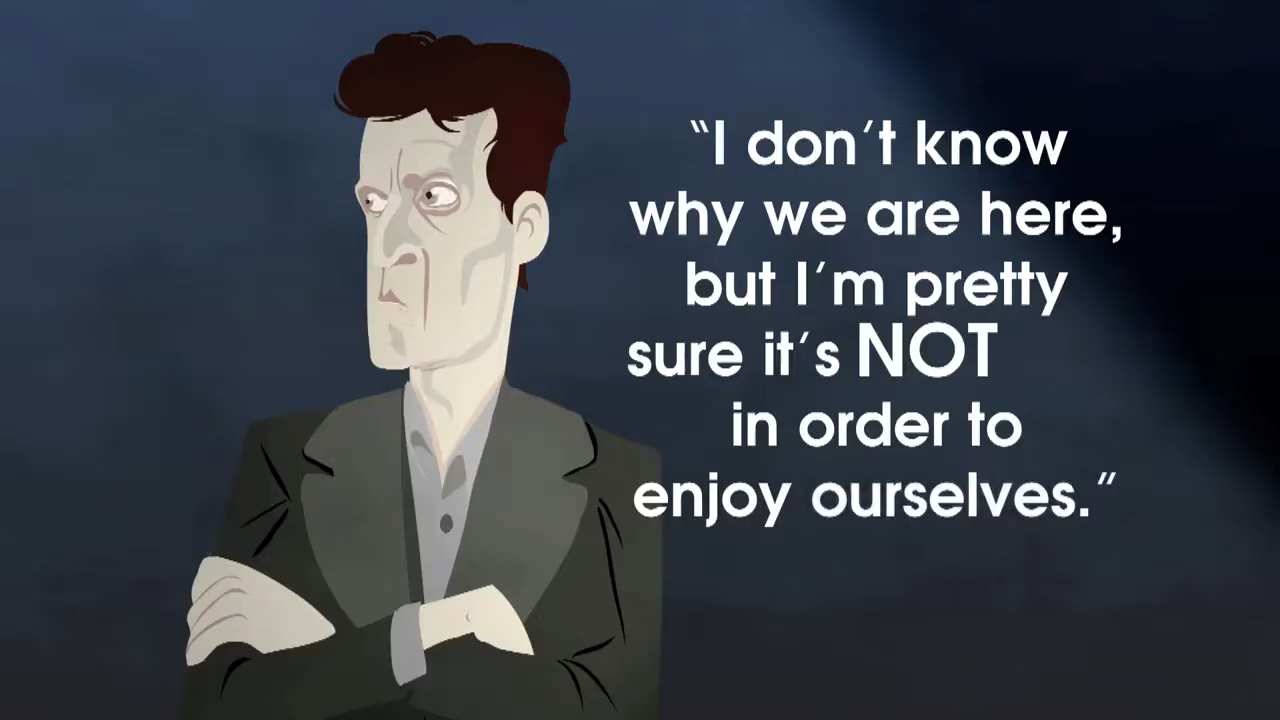 “I don´t know
why we are here,
but I´m pretty
sure it´s NOT
in order to
enjoy ourselves.”